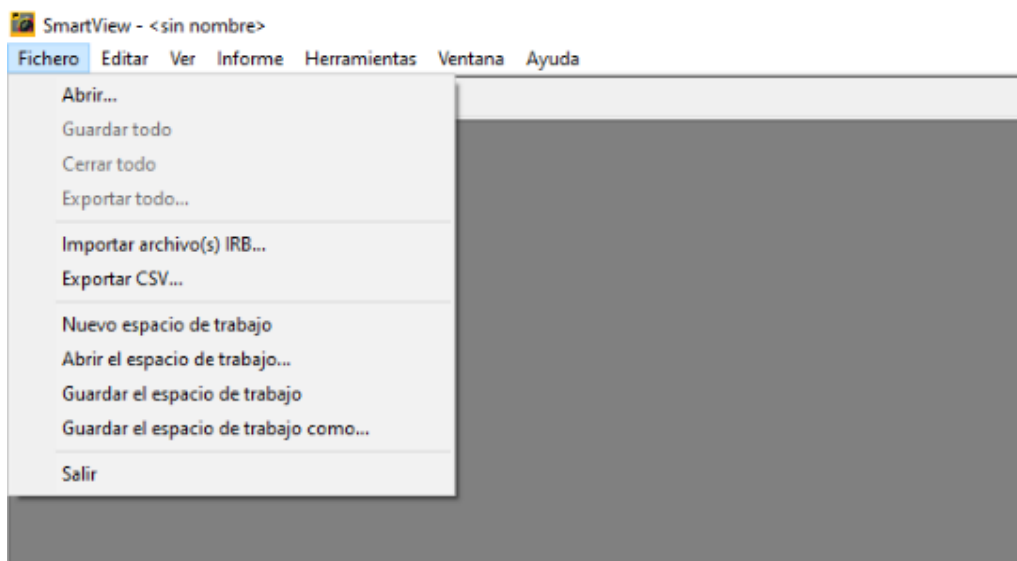 SmartView - <sin nombre>
Fichero Editar Ver Informe Herramientas Ventana Ayuda
Abrir...
Guardar todo
Cerrar todo
Exportar todo...
Importar archivo(s) IRB...
Exportar CSV...
Nuevo espacio de trabajo
Abrir el espacio de trabajo...
Guardar el espacio de trabajo
Guardar el espacio de trabajo como...
Salir